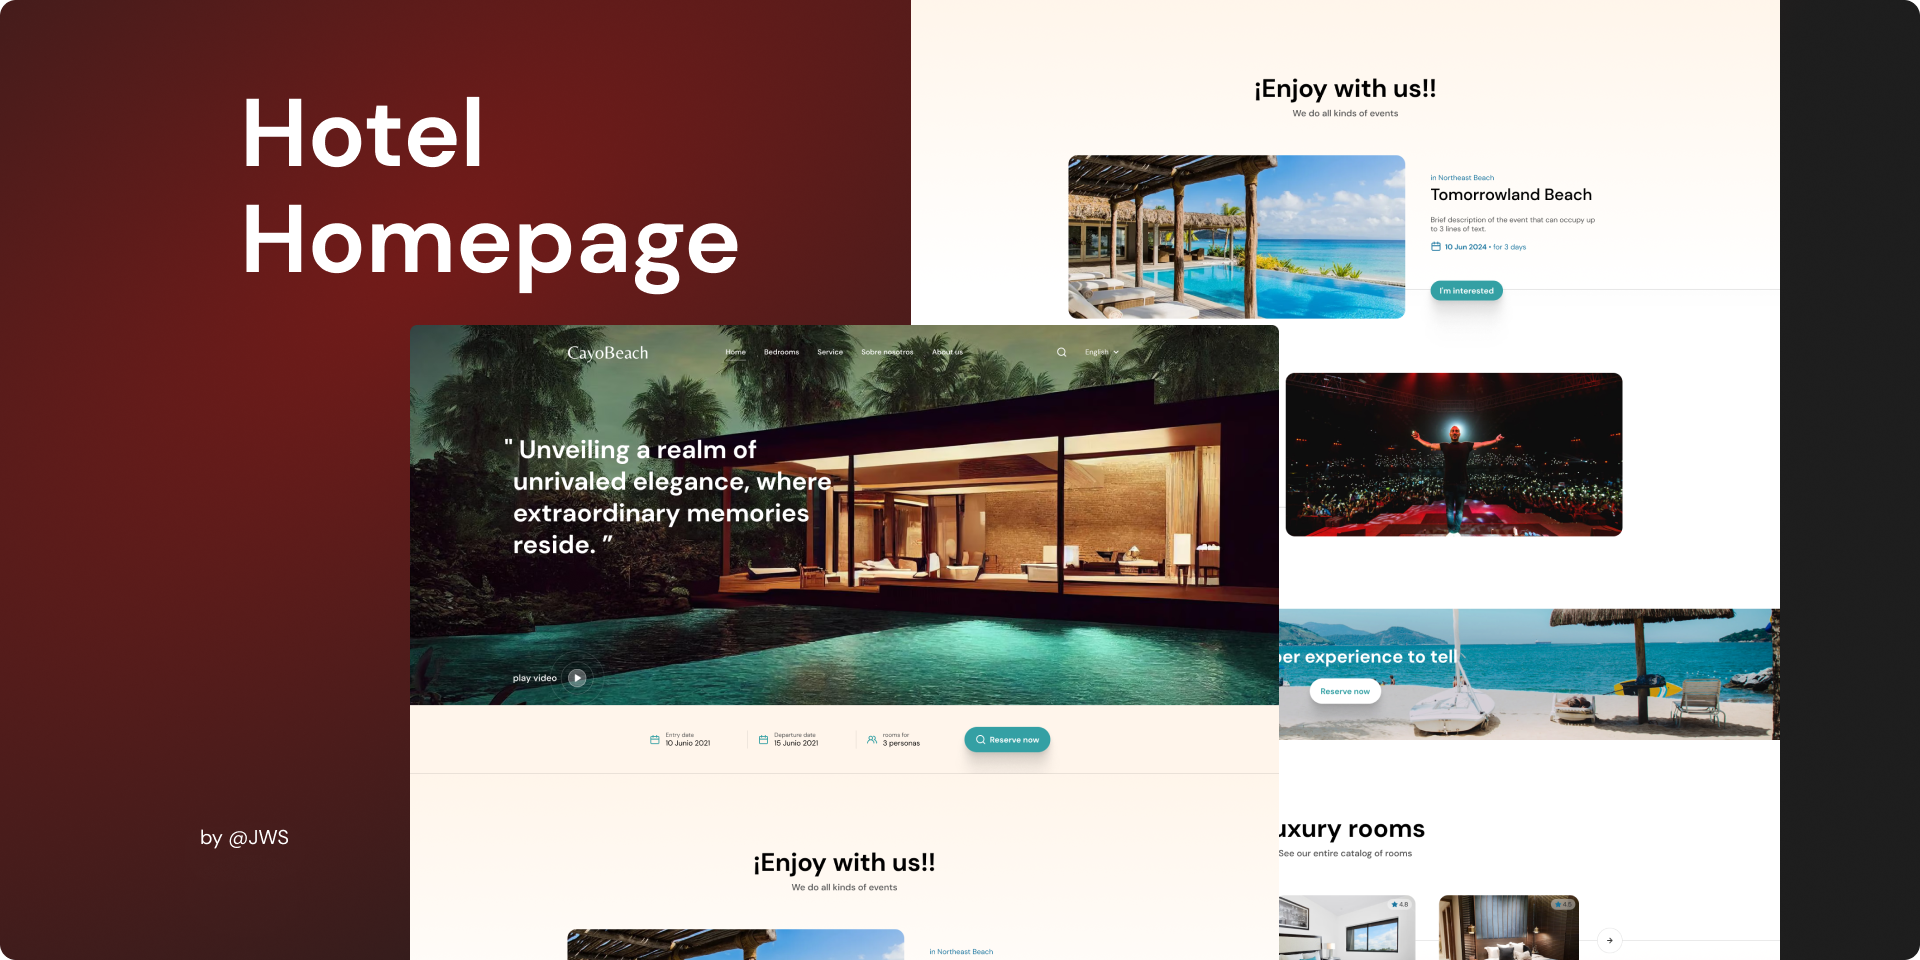 Hotel
Homepage
by @JWS
¡Enjoy with us!!
We do all kinds of events
in Northeast Beach
Tomorrowland Beach
Brief description of the event that can occupy up
to 3 lines of text.
10 Jun 2024 • for 3 days
I'm interested
CayoBeach
Home
Bedrooms
Service
Sobre nosotros
About us
English
" Unveiling a realm of
unrivaled elegance, where
extraordinary memories
reside. ”
play video
Entry date
10 Junio 2021
Departure date
15 Junio 2021
rooms for
3 personas
Reserve now
¡Enjoy with us!!
We do all kinds of events
in Northeast Beach
experience to tell
Reserve now
rooms
See our entire catalog of rooms
4.8